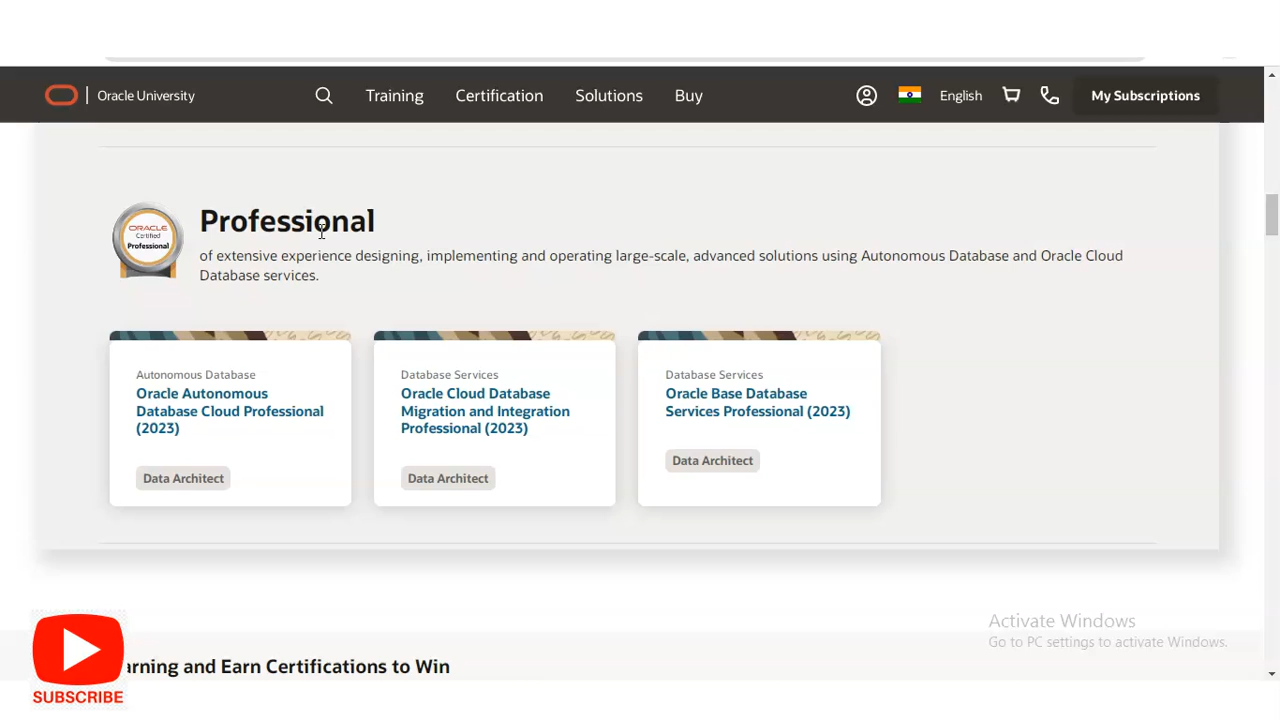 Oracle University
Training
Certification
Solutions
Buy
English
My Subscriptions
ORACLE
Certified
Professional
Professional
of extensive experience designing, implementing and operating large-scale, advanced solutions using Autonomous Database and Oracle Cloud
Database services.
Autonomous Database
Oracle Autonomous
Database Cloud Professional
(2023)
Data Architect
Database Services
Oracle Cloud Database
Migration and Integration
Professional (2023)
Data Architect
Database Services
Oracle Base Database
Services Professional (2023)
Data Architect
Activate Windows
Go to PC settings to activate Windows.
arning and Earn Certifications to Win
SUBSCRIBE